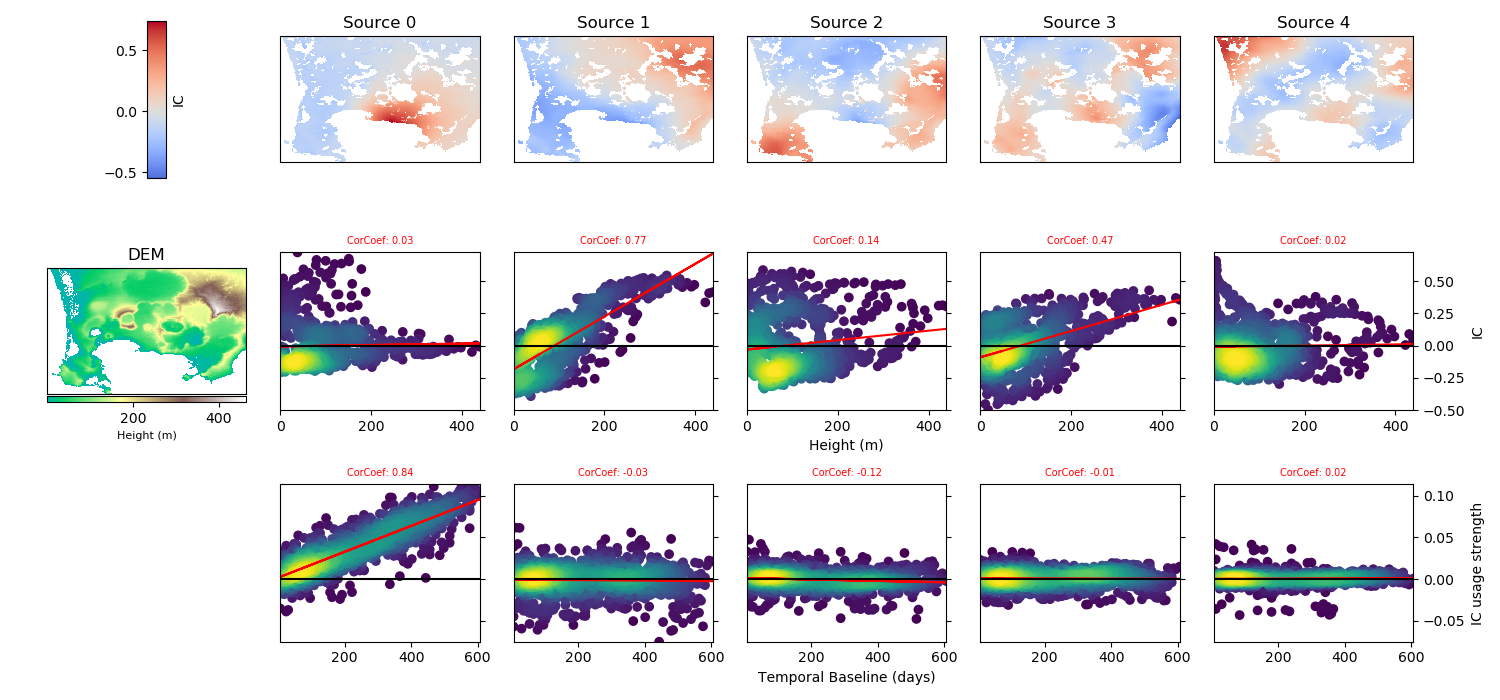 Source 0
Source 1
Source 2
Source 3
Source 4
0.5
0.0
−0.5
IC
DEM
200
400
Height (m)
CorCoef: 0.03
CorCoef: 0.77
CorCoef: 0.14
CorCoef: 0.47
CorCoef: 0.02
0.50
0.25
0.00
−0.25
−0.50
IC
0 200 400
0 200 400
0 200 400
0 200 400
0 200 400
Height (m)
CorCoef: 0.84
CorCoef: -0.03
CorCoef: -0.12
CorCoef: -0.01
CorCoef: 0.02
0.10
0.05
0.00
−0.05
IC usage strength
200 400 600
200 400 600
200 400 600
200 400 600
200 400 600
Temporal Baseline (days)